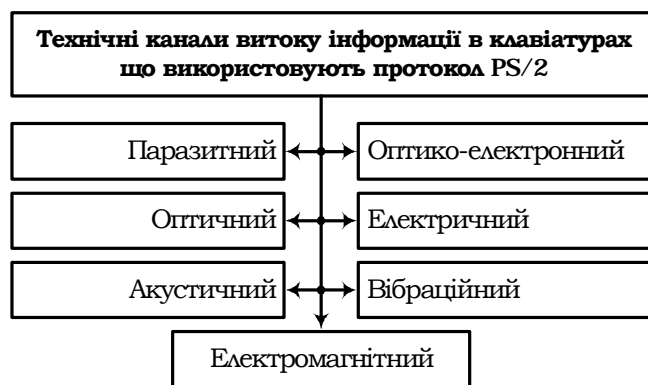 Технічні канали витоку інформації в клавіатурах
що використовують протокол PS/2
Паразитний
Оптико-електронний
Оптичний
Електричний
Акустичний
Вібраційний
Електромагнітний